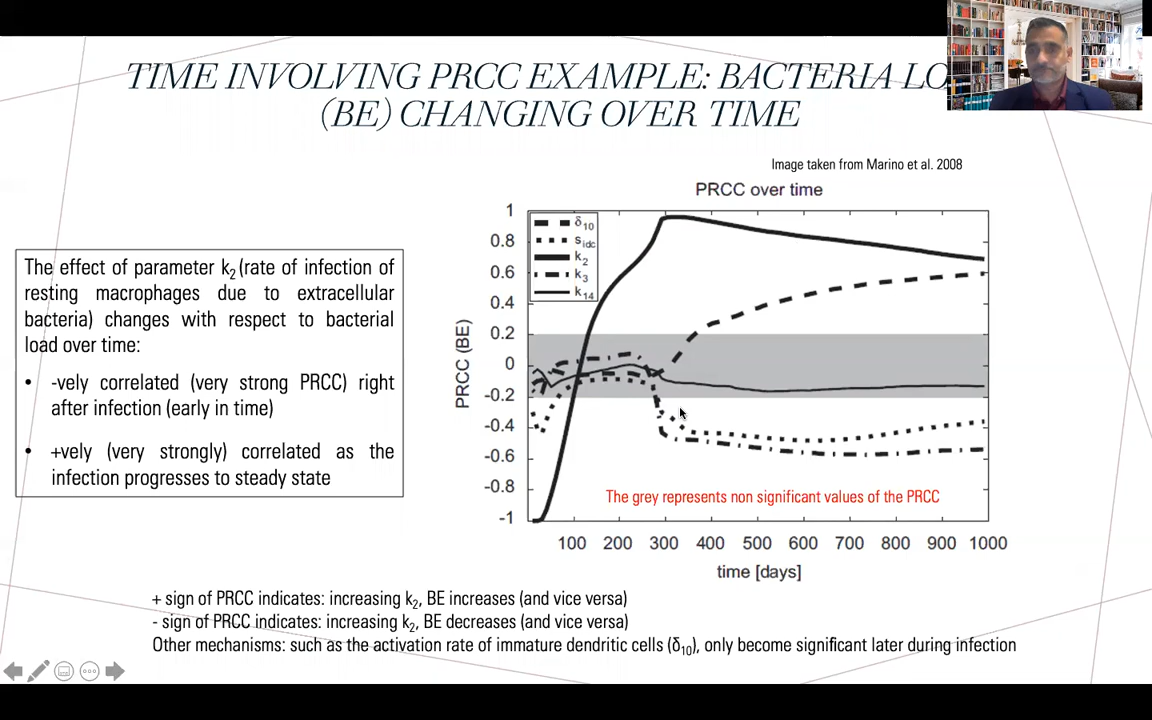 TIME INVOLVING PRCC EXAMPLE: BACTERIA LO
(BE) CHANGING OVER TIME
Image taken from Marino et al. 2008
PRCC over time
The effect of parameter k2 (rate of infection of
resting macrophages due to extracellular
bacteria) changes with respect to bacterial
load over time:
• -vely correlated (very strong PRCC) right
after infection (early in time)
• +vely (very strongly) correlated as the
infection progresses to steady state
PRCC (BE)
1
0.8
0.6
0.4
0.2
0
-0.2
-0.4
-0.6
-0.8
-1
δ10
sidc
k2
k3
k14
The grey represents non significant values of the PRCC
100 200 300 400 500 600 700 800 900 1000
time [days]
+ sign of PRCC indicates: increasing k2, BE increases (and vice versa)
- sign of PRCC indicates: increasing k2, BE decreases (and vice versa)
Other mechanisms: such as the activation rate of immature dendritic cells (δ10), only become significant later during infection